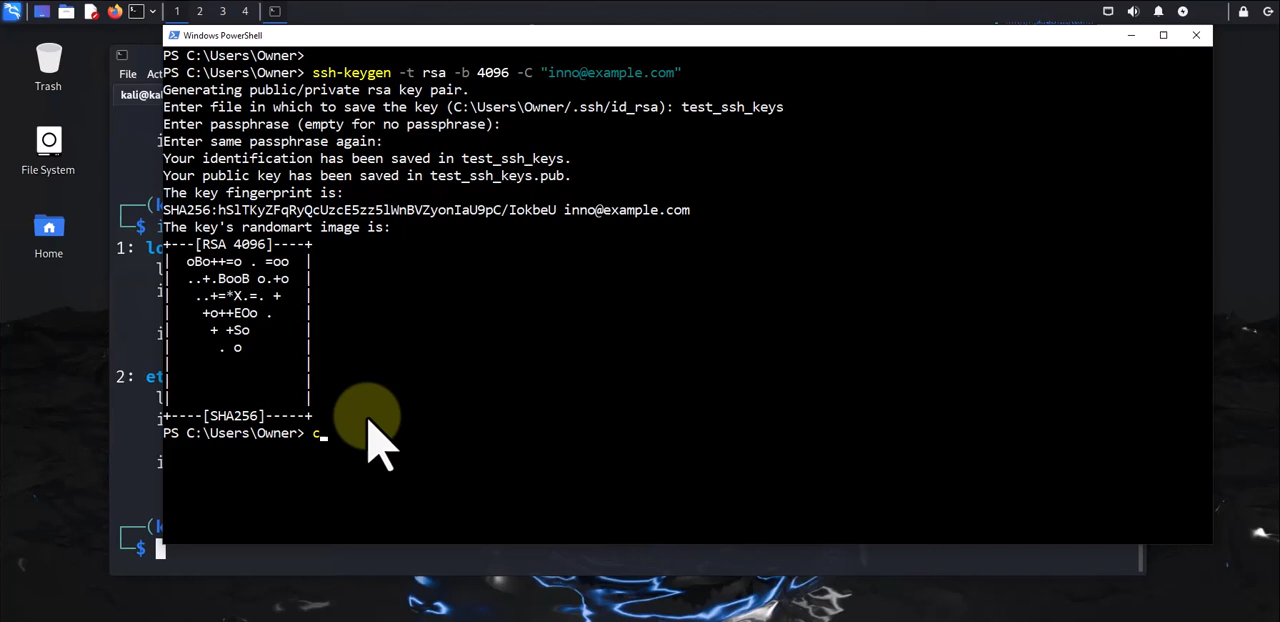 1 2 3 4
Windows PowerShell
Trash
File System
Home
File Act
kali@kal
1: lo
2: et
$ i
$
PS C:\Users\Owner>
PS C:\Users\Owner> ssh-keygen -t rsa -b 4096 -C "inno@example.com"
Generating public/private rsa key pair.
Enter file in which to save the key (C:\Users\Owner/.ssh/id_rsa): test_ssh_keys
Enter passphrase (empty for no passphrase):
Enter same passphrase again:
Your identification has been saved in test_ssh_keys.
Your public key has been saved in test_ssh_keys.pub.
The key fingerprint is:
SHA256:hSlTKyZFqRyQcUzcE5zz5lWnBVZyonIaU9pC/IokbeU inno@example.com
The key's randomart image is:
+---[RSA 4096]----+
|  oBo++=o . =oo  |
|  ..+.BooB o.+o  |
|   ..+=*X.=. +   |
|    +o++EOo .    |
|     + +So       |
|      . o        |
|                 |
|                 |
|                 |
+----[SHA256]-----+
PS C:\Users\Owner> c_